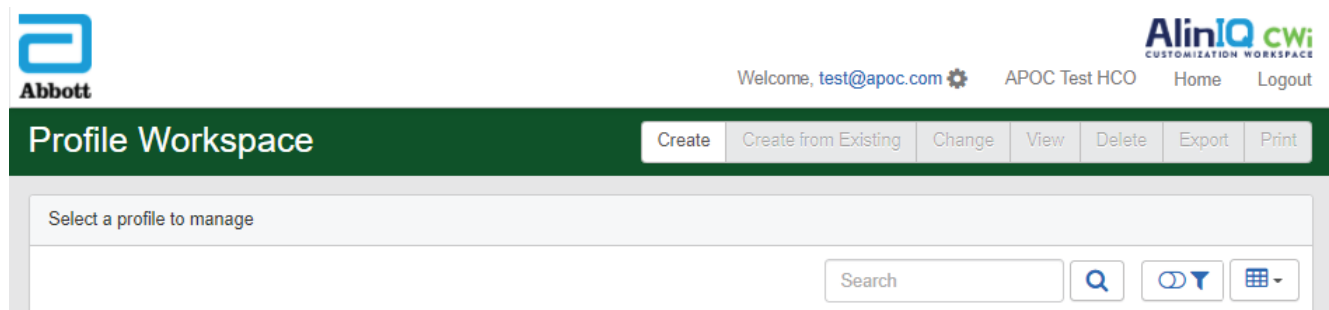 Abbott
AlinIQ CWi
CUSTOMIZATION WORKSPACE
Welcome, test@apoc.com APOC Test HCO Home Logout
Profile Workspace
Create Create from Existing Change View Delete Export Print
Select a profile to manage
Search